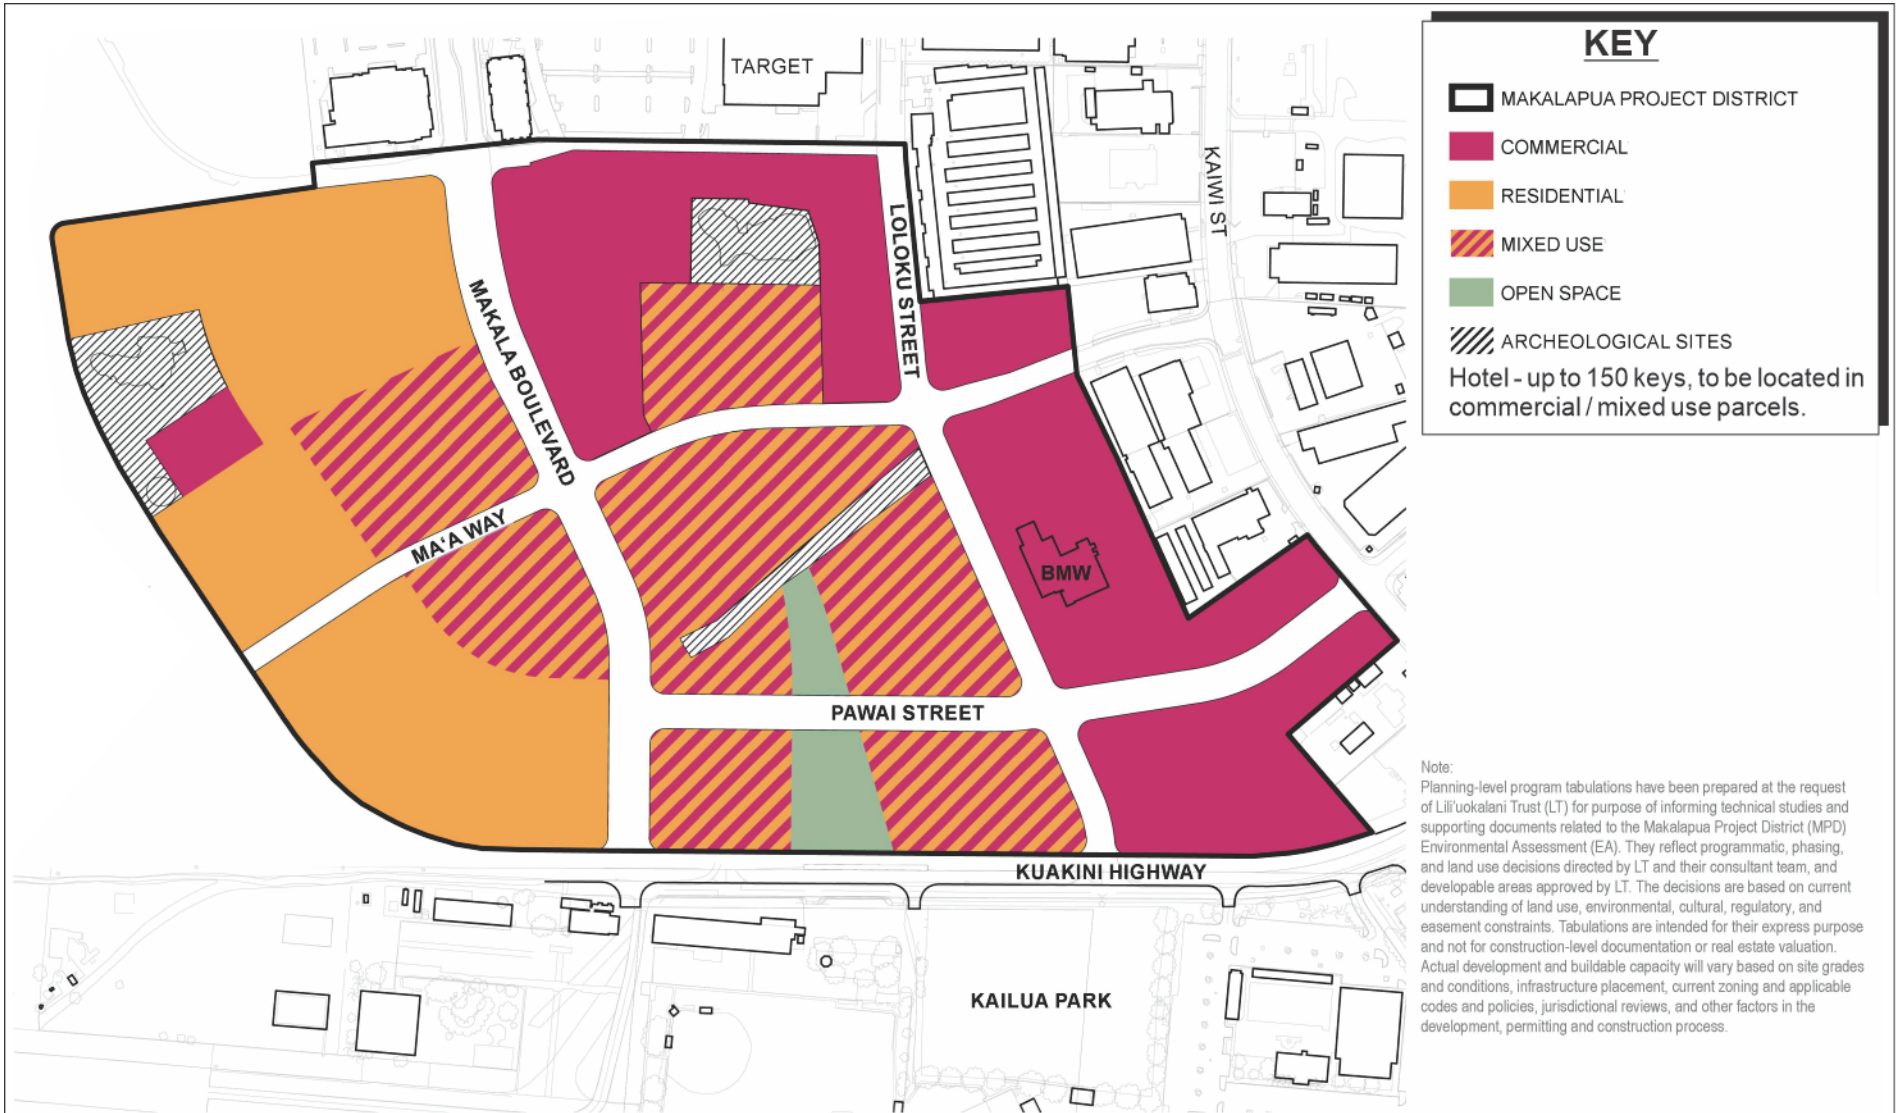 TARGET
KAIWI ST
LOLOKU STREET
MAKALA BOULEVARD
MA‘A WAY
BMW
PAWAI STREET
KUAKINI HIGHWAY
KAILUA PARK
KEY
MAKALAPUA PROJECT DISTRICT
COMMERCIAL
RESIDENTIAL
MIXED USE
OPEN SPACE
ARCHEOLOGICAL SITES
Hotel - up to 150 keys, to be located in
commercial / mixed use parcels.
Note:
Planning-level program tabulations have been prepared at the request
of Lili‘uokalani Trust (LT) for purpose of informing technical studies and
supporting documents related to the Makalapua Project District (MPD)
Environmental Assessment (EA). They reflect programmatic, phasing,
and land use decisions directed by LT and their consultant team, and
developable areas approved by LT. The decisions are based on current
understanding of land use, environmental, cultural, regulatory, and
easement constraints. Tabulations are intended for their express purpose
and not for construction-level documentation or real estate valuation.
Actual development and buildable capacity will vary based on site grades
and conditions, infrastructure placement, current zoning and applicable
codes and policies, jurisdictional reviews, and other factors in the
development, permitting and construction process.